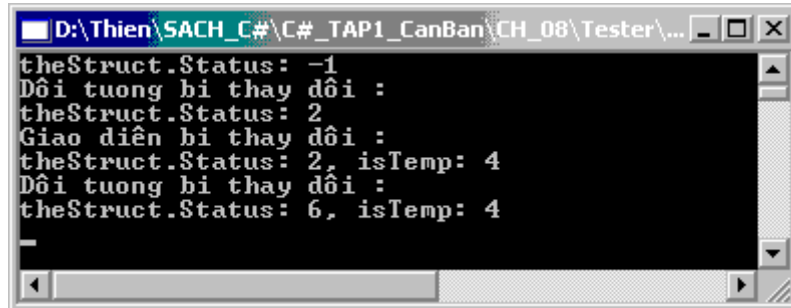 D:\Thien\SACH_C#\C#_TAP1_CanBan\CH_08\Tester\...
theStruct.Status: -1
Dôi tuong bi thay dôi :
theStruct.Status: 2
Giao diên bi thay dôi :
theStruct.Status: 2, isTemp: 4
Dôi tuong bi thay dôi :
theStruct.Status: 6, isTemp: 4